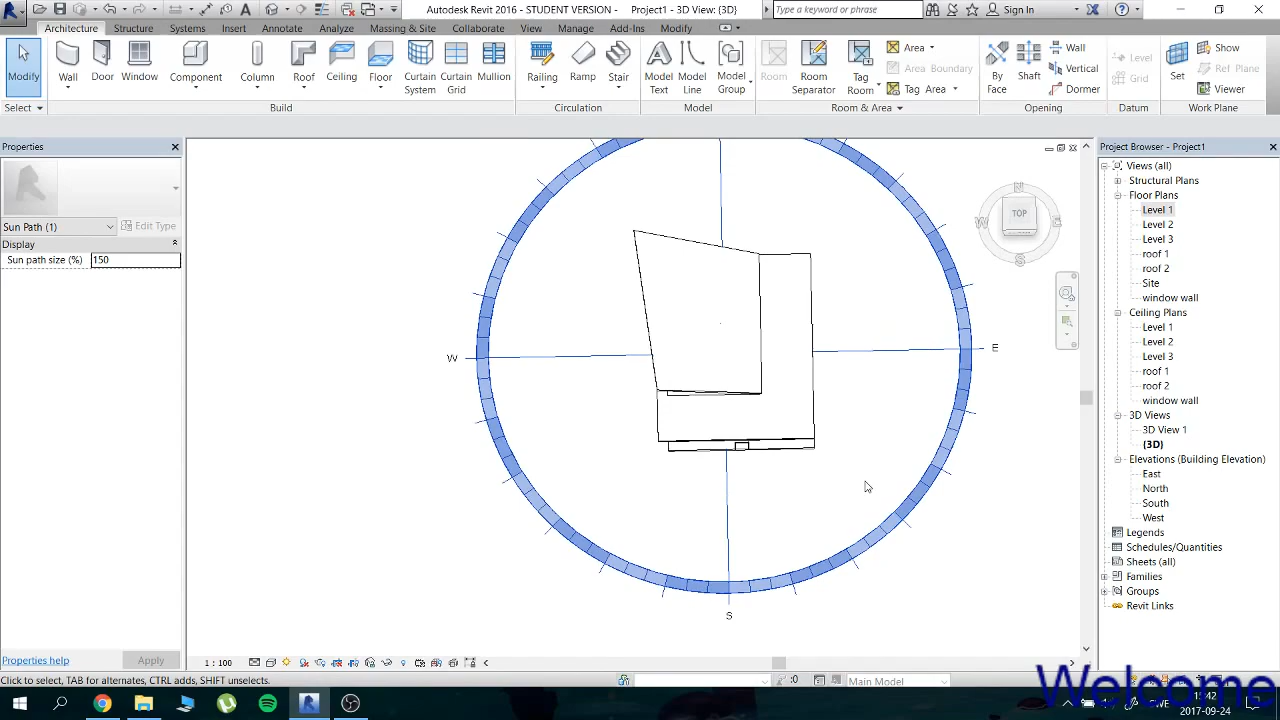 Autodesk Revit 2016 - STUDENT VERSION - Project1 - 3D View: {3D}
Type a keyword or phrase
Sign In
Architecture Structure Systems Insert Annotate Analyze Massing & Site Collaborate View Manage Add-Ins Modify
Modify Wall Door Window Component Column Roof Ceiling Floor Curtain System Curtain Grid Mullion Railing Ramp Stair Model Text Model Line Model Group Room Room Separator Tag Room
Area
Area Boundary
Tag Area
By Face Shaft
Wall
Vertical
Dormer
Level
Grid
Set
Show
Ref Plane
Viewer
Select Build Circulation Model Room & Area Opening Datum Work Plane
Properties
Sun Path (1) Edit Type
Display
Sun path size (%) 150
Properties help Apply
N
W TOP
S
W
E
S
Project Browser - Project1
Views (all)
Structural Plans
Floor Plans
Level 1
Level 2
Level 3
roof 1
roof 2
Site
window wall
Ceiling Plans
Level 1
Level 2
Level 3
roof 1
roof 2
window wall
3D Views
3D View 1
{3D}
Elevations (Building Elevation)
East
North
South
West
Legends
Schedules/Quantities
Sheets (all)
Families
Groups
Revit Links
1 : 100
Click to select, TAB for alternates, CTRL adds, SHIFT unselects.
:0 Main Model
Welcome
15:42
2017-09-24